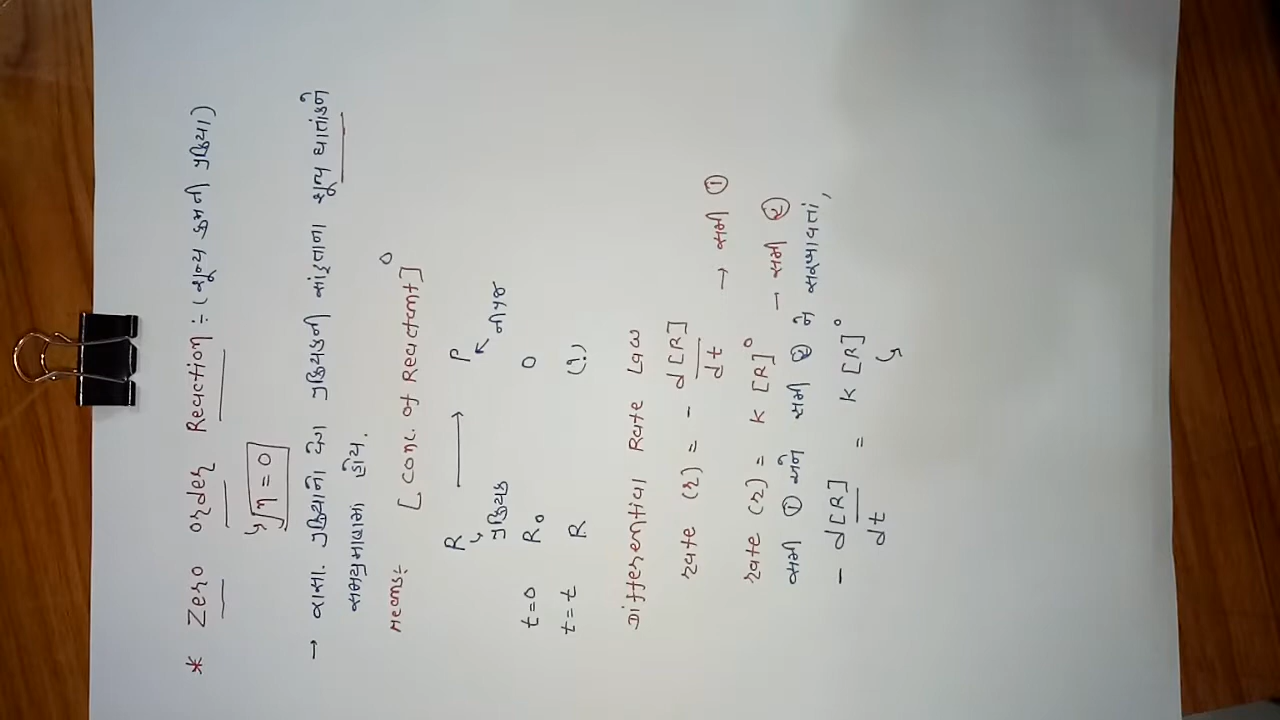 * Zero order Reaction :- (શૂન્ય ક્રમની પ્રક્રિયા)
↳ n = 0
→ રાસા. પ્રક્રિયાનો વેગ પ્રક્રિયકની સાંદ્રતાના શૂન્ય ઘાતાંકને
સમપ્રમાણમાં હોય.
Means:- [Conc. of Reactant]⁰
R ⟶ P
↳ પ્રક્રિયક ↖ નીપજ
t=0 R₀ 0
t=t R (?)
Differential Rate Law
rate (r) = - d[R]/dt → સમી ①
rate (r) = K [R]⁰ → સમી ②
સમી ① અને સમી ② ને સરખાવતાં,
- d[R]/dt = K [R]⁰